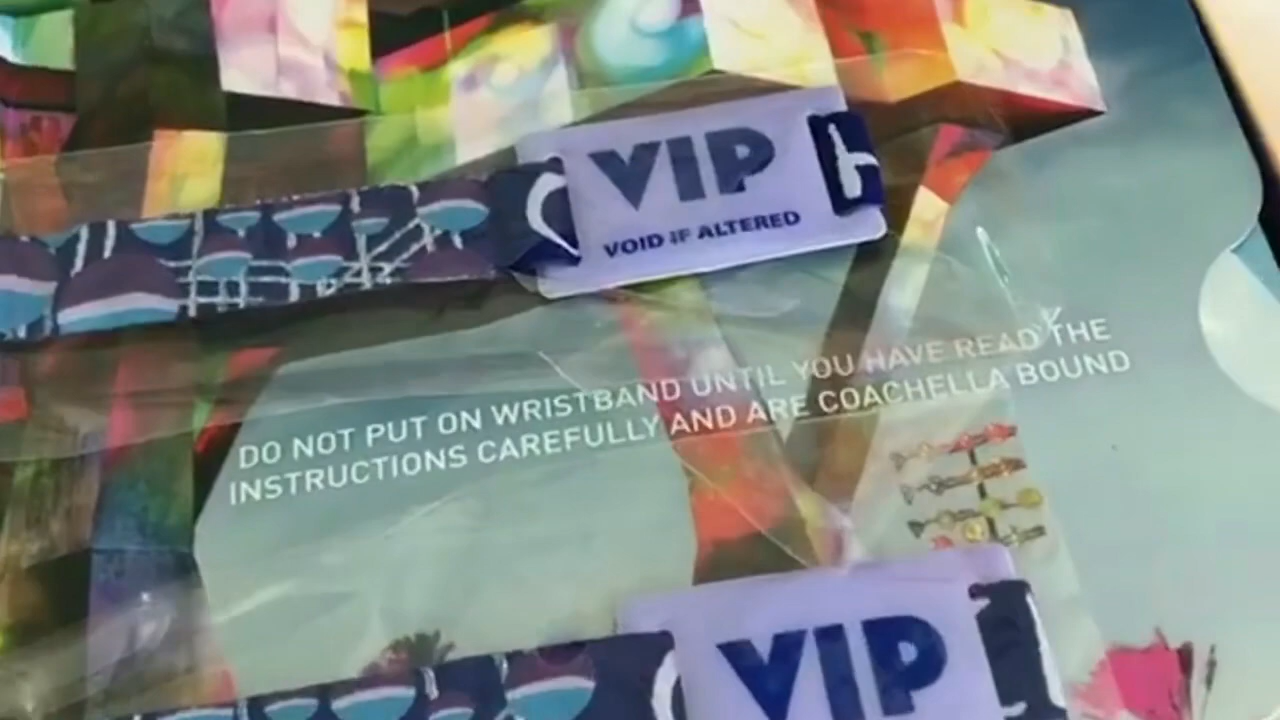 VIP
VOID IF ALTERED
DO NOT PUT ON WRISTBAND UNTIL YOU HAVE READ THE
INSTRUCTIONS CAREFULLY AND ARE COACHELLA BOUND
VIP